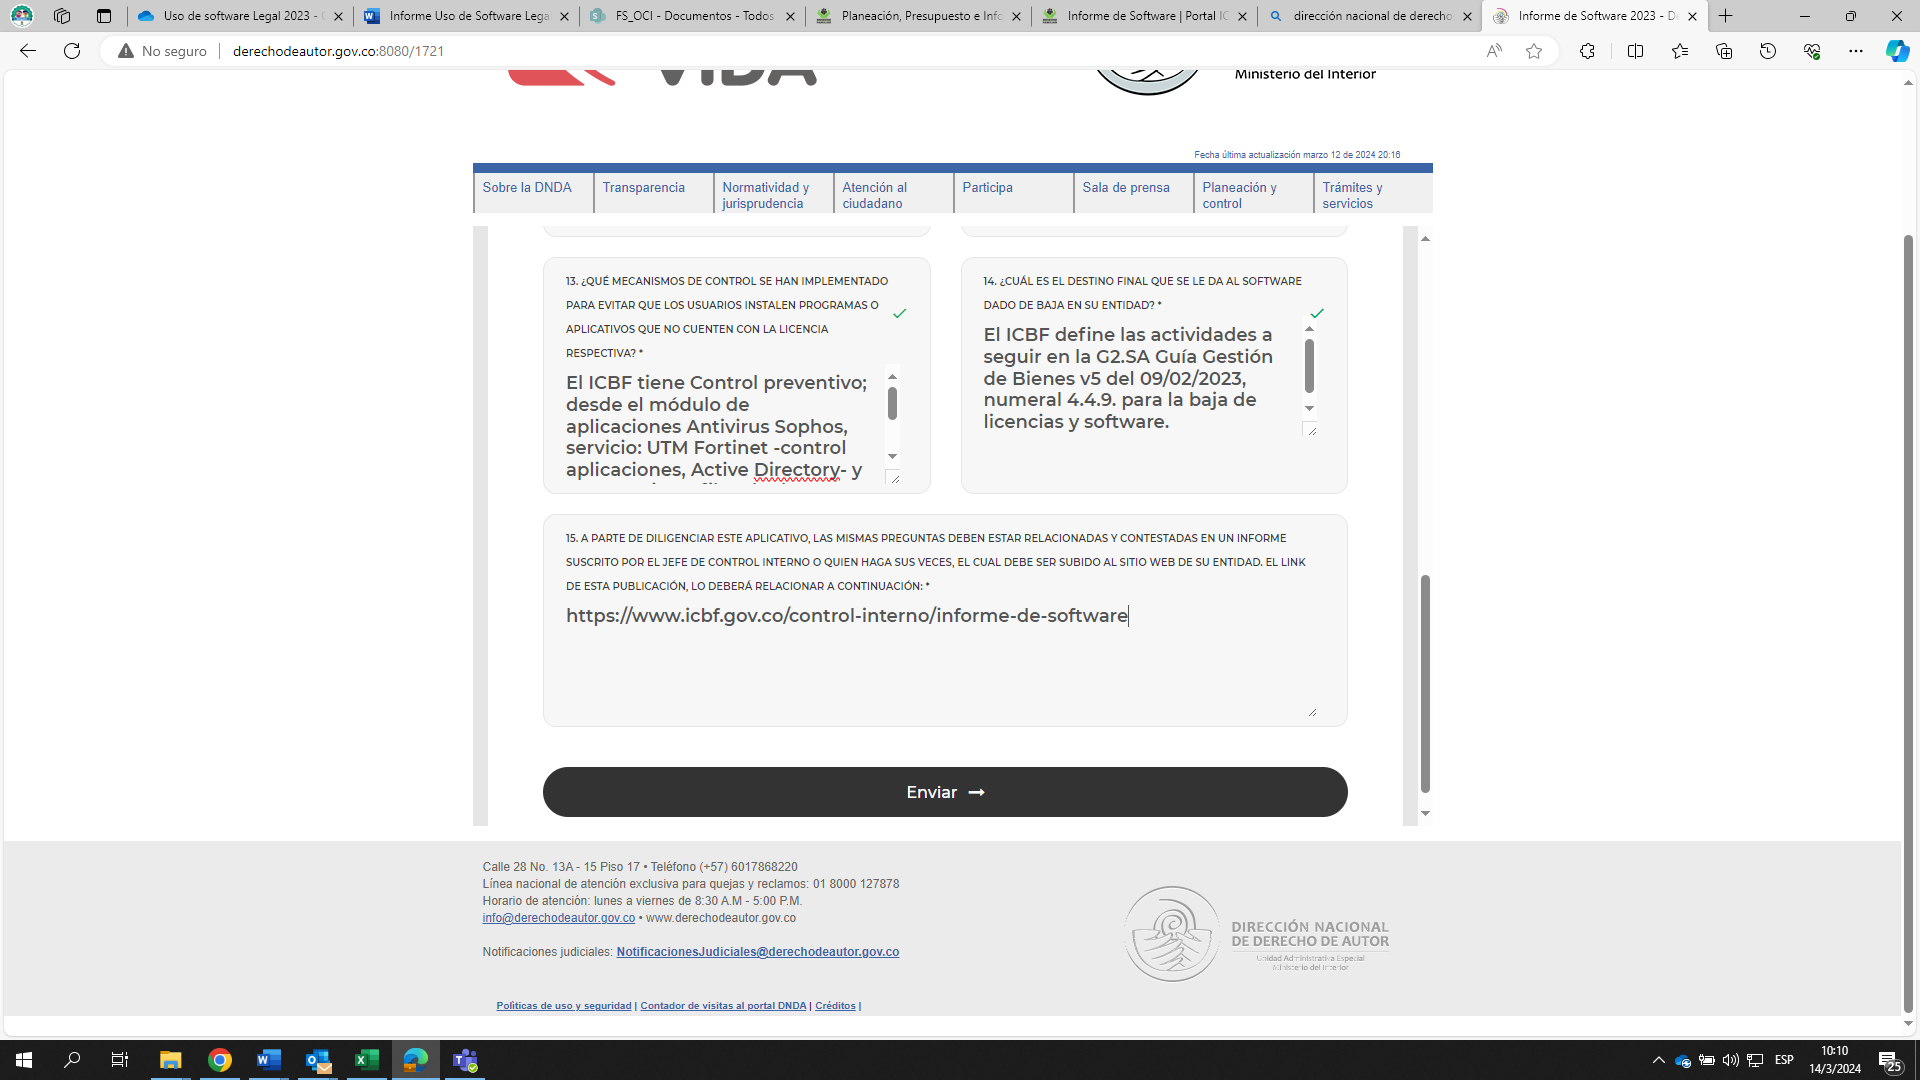 Uso de software Legal 2023 - 
Informe Uso de Software Lega
FS_OCI - Documentos - Todos
Planeación, Presupuesto e Info
Informe de Software | Portal IC
dirección nacional de derecho
Informe de Software 2023 - De
No seguro
derechodeautor.gov.co:8080/1721
VIDA
Ministerio del Interior
Fecha última actualización marzo 12 de 2024 20:16
Sobre la DNDA
Transparencia
Normatividad y
jurisprudencia
Atención al
ciudadano
Participa
Sala de prensa
Planeación y
control
Trámites y
servicios
13. ¿QUÉ MECANISMOS DE CONTROL SE HAN IMPLEMENTADO
PARA EVITAR QUE LOS USUARIOS INSTALEN PROGRAMAS O
APLICATIVOS QUE NO CUENTEN CON LA LICENCIA
RESPECTIVA? *
El ICBF tiene Control preventivo;
desde el módulo de
aplicaciones Antivirus Sophos,
servicio: UTM Fortinet -control
aplicaciones, Active Directory- y
14. ¿CUÁL ES EL DESTINO FINAL QUE SE LE DA AL SOFTWARE
DADO DE BAJA EN SU ENTIDAD? *
El ICBF define las actividades a
seguir en la G2.SA Guía Gestión
de Bienes v5 del 09/02/2023,
numeral 4.4.9. para la baja de
licencias y software.
15. A PARTE DE DILIGENCIAR ESTE APLICATIVO, LAS MISMAS PREGUNTAS DEBEN ESTAR RELACIONADAS Y CONTESTADAS EN UN INFORME
SUSCRITO POR EL JEFE DE CONTROL INTERNO O QUIEN HAGA SUS VECES, EL CUAL DEBE SER SUBIDO AL SITIO WEB DE SU ENTIDAD. EL LINK
DE ESTA PUBLICACIÓN, LO DEBERÁ RELACIONAR A CONTINUACIÓN: *
https://www.icbf.gov.co/control-interno/informe-de-software
Enviar
Calle 28 No. 13A - 15 Piso 17 • Teléfono (+57) 6017868220
Línea nacional de atención exclusiva para quejas y reclamos: 01 8000 127878
Horario de atención: lunes a viernes de 8:30 A.M - 5:00 P.M.
info@derechodeautor.gov.co • www.derechodeautor.gov.co
Notificaciones judiciales: NotificacionesJudiciales@derechodeautor.gov.co
DIRECCIÓN NACIONAL
DE DERECHO DE AUTOR
Unidad Administrativa Especial
Ministerio del Interior
Políticas de uso y seguridad | Contador de visitas al portal DNDA | Créditos |
ESP
10:10
14/3/2024
25